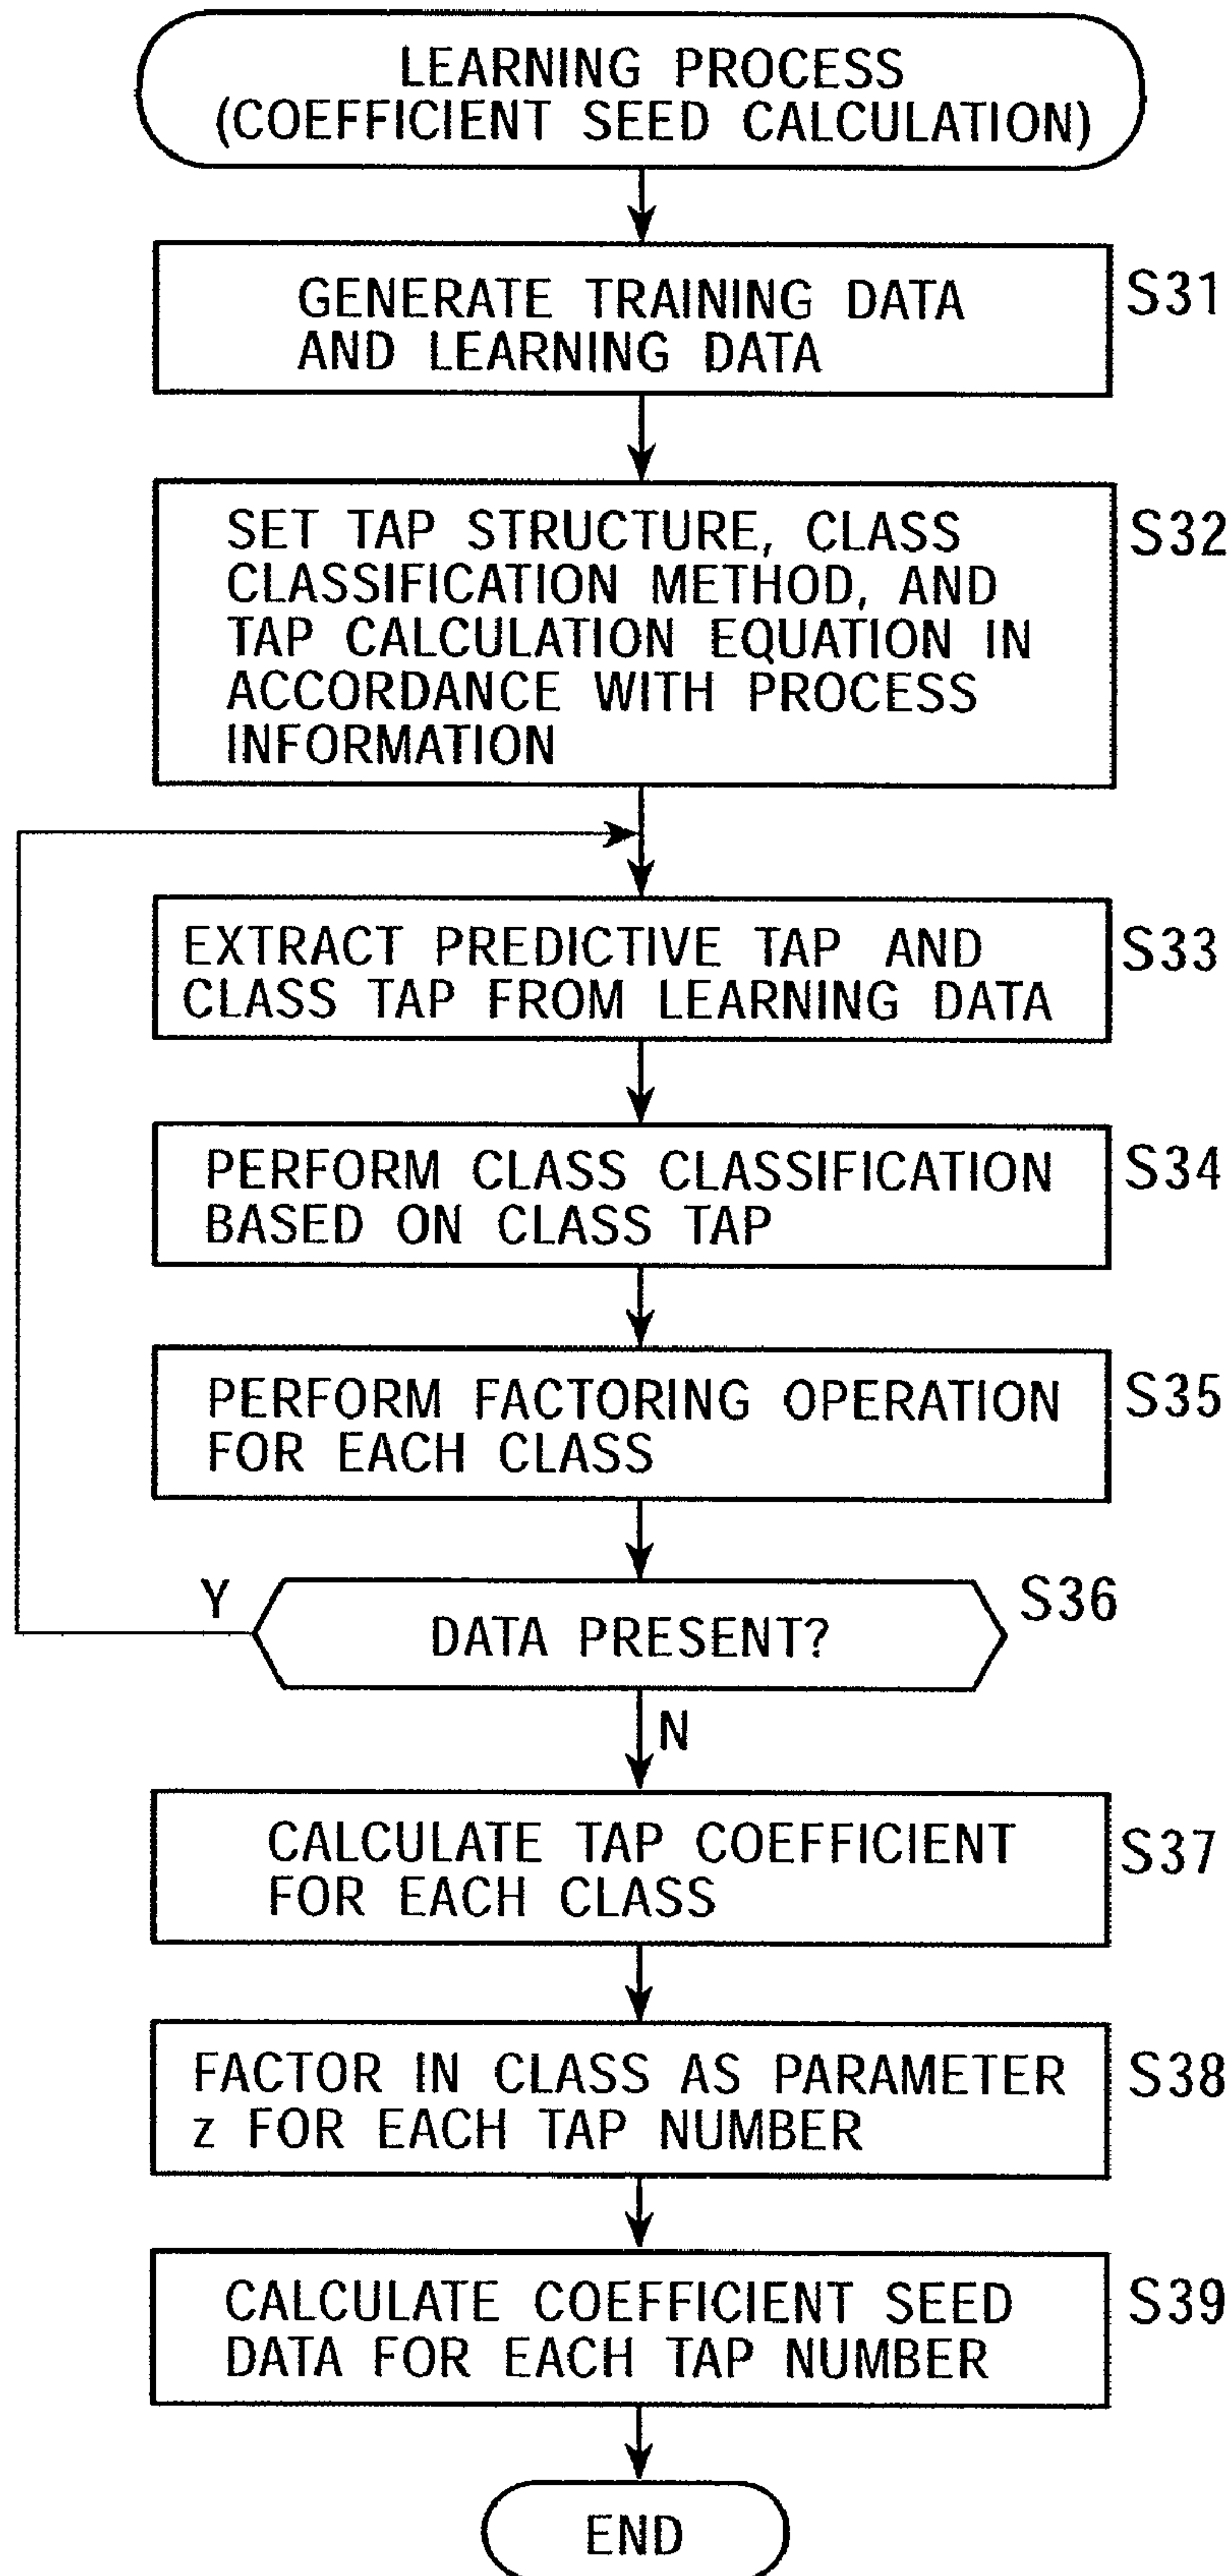 LEARNING PROCESS
(COEFFICIENT SEED CALCULATION)
GENERATE TRAINING DATA
AND LEARNING DATA
S31
SET TAP STRUCTURE, CLASS
CLASSIFICATION METHOD, AND
TAP CALCULATION EQUATION IN
ACCORDANCE WITH PROCESS
INFORMATION
S32
EXTRACT PREDICTIVE TAP AND
CLASS TAP FROM LEARNING DATA
S33
PERFORM CLASS CLASSIFICATION
BASED ON CLASS TAP
S34
PERFORM FACTORING OPERATION
FOR EACH CLASS
S35
Y
DATA PRESENT?
S36
N
CALCULATE TAP COEFFICIENT
FOR EACH CLASS
S37
FACTOR IN CLASS AS PARAMETER
z FOR EACH TAP NUMBER
S38
CALCULATE COEFFICIENT SEED
DATA FOR EACH TAP NUMBER
S39
END